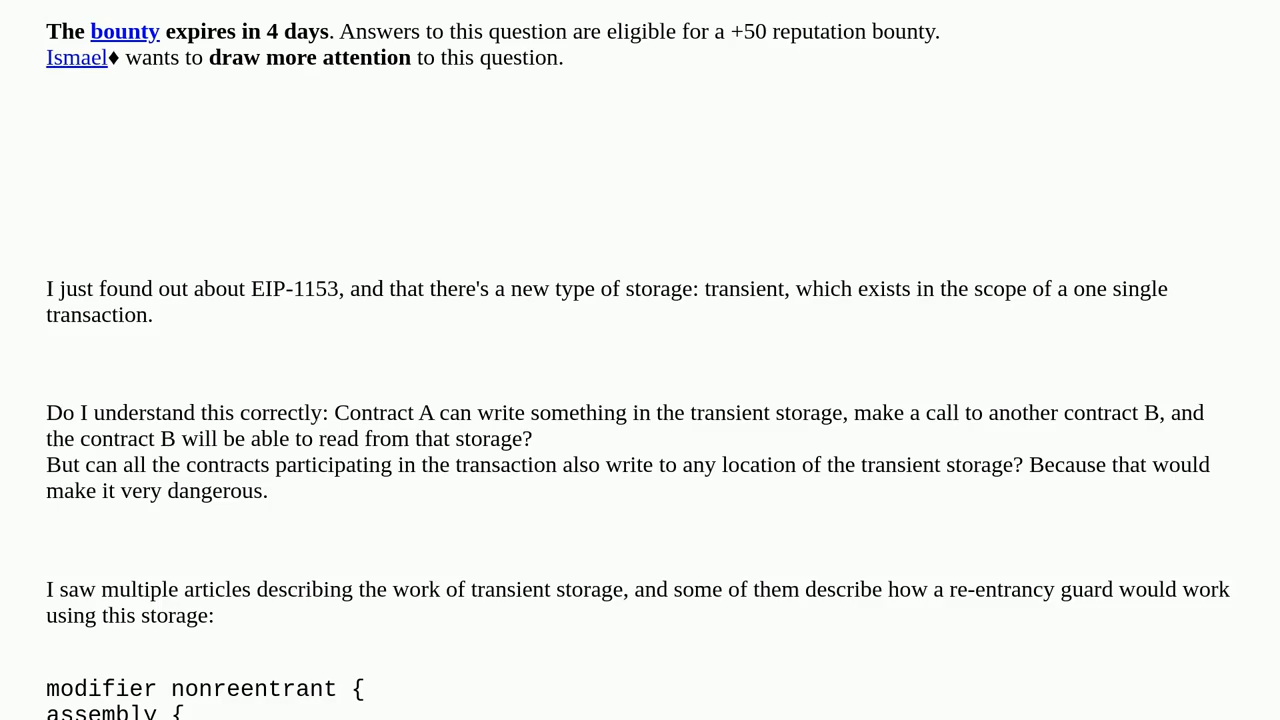 The bounty expires in 4 days. Answers to this question are eligible for a +50 reputation bounty.
Ismael♦ wants to draw more attention to this question.
I just found out about EIP-1153, and that there's a new type of storage: transient, which exists in the scope of a one single
transaction.
Do I understand this correctly: Contract A can write something in the transient storage, make a call to another contract B, and
the contract B will be able to read from that storage?
But can all the contracts participating in the transaction also write to any location of the transient storage? Because that would
make it very dangerous.
I saw multiple articles describing the work of transient storage, and some of them describe how a re-entrancy guard would work
using this storage:
modifier nonreentrant {
assembly {